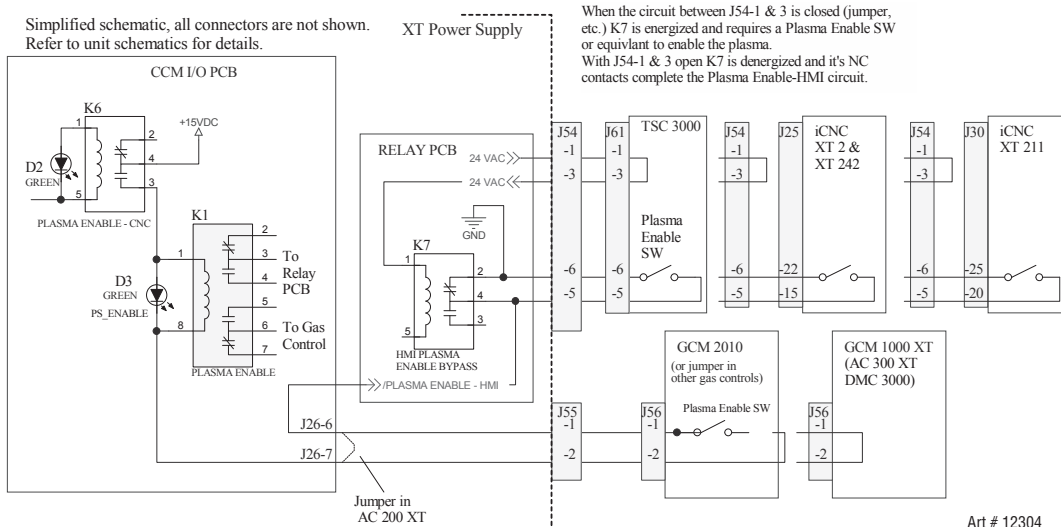 Simplified schematic, all connectors are not shown.
Refer to unit schematics for details.
XT Power Supply
When the circuit between J54-1 & 3 is closed (jumper,
etc.) K7 is energized and requires a Plasma Enable SW
or equivlant to enable the plasma.
With J54-1 & 3 open K7 is denergized and it's NC
contacts complete the Plasma Enable-HMI circuit.
CCM I/O PCB
K6
1
2
4
3
5
+15VDC
D2
GREEN
PLASMA ENABLE - CNC
K1
1
8
2
3
4
5
6
7
To
Relay
PCB
To Gas
Control
D3
GREEN
PS_ENABLE
PLASMA ENABLE
J26-6
J26-7
Jumper in
AC 200 XT
RELAY PCB
24 VAC
24 VAC
GND
K7
1
2
4
3
5
HMI PLASMA
ENABLE BYPASS
/PLASMA ENABLE - HMI
J54
-1
-3
-6
-5
J61
-1
-3
-6
-5
TSC 3000
Plasma
Enable
SW
J54
-1
-3
-6
-5
J25
-22
-15
iCNC
XT 2 &
XT 242
J54
-1
-3
-6
-5
J30
-25
-20
iCNC
XT 211
J55
-1
-2
J56
-1
-2
GCM 2010
(or jumper in
other gas controls)
Plasma Enable SW
J56
-1
-2
GCM 1000 XT
(AC 300 XT
DMC 3000)
Art # 12304